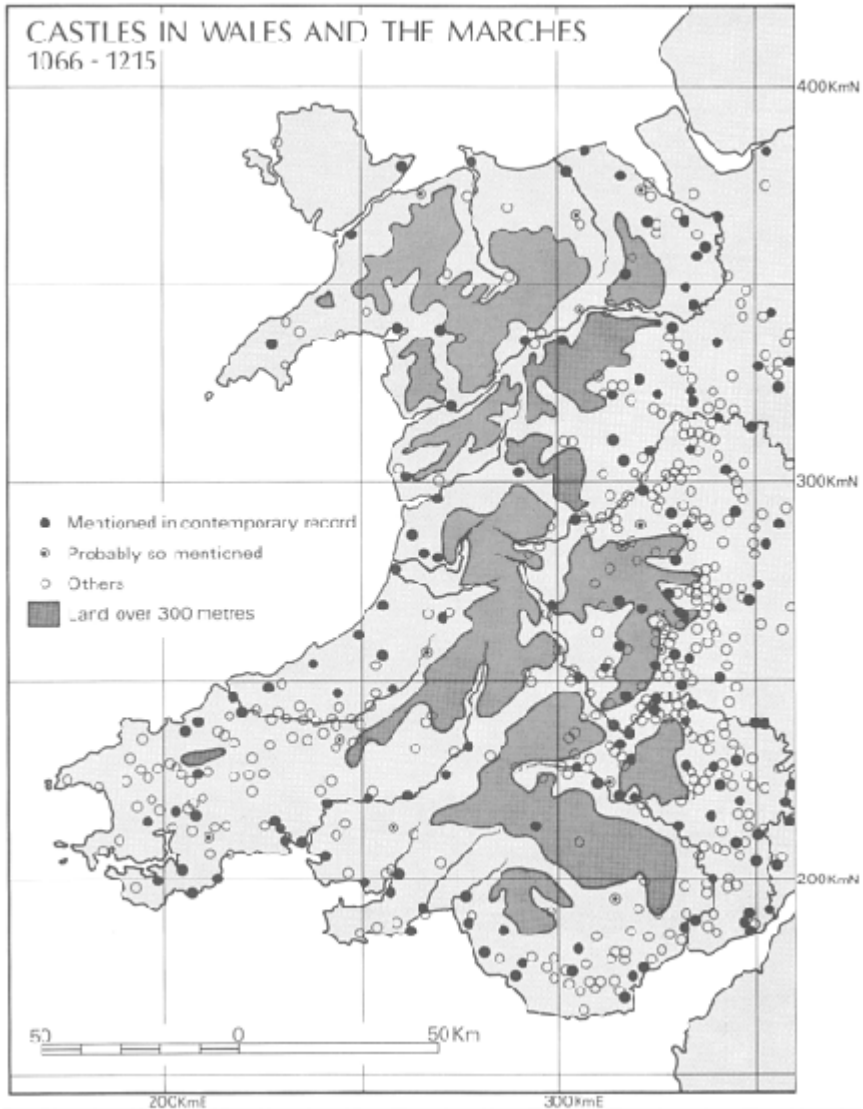 CASTLES IN WALES AND THE MARCHES
1066 - 1215
400KmN
300KmN
Mentioned in contemporary record
Probably so mentioned
Others
Land over 300 metres
200KmN
50 0 50Km
200KmE 300KmE